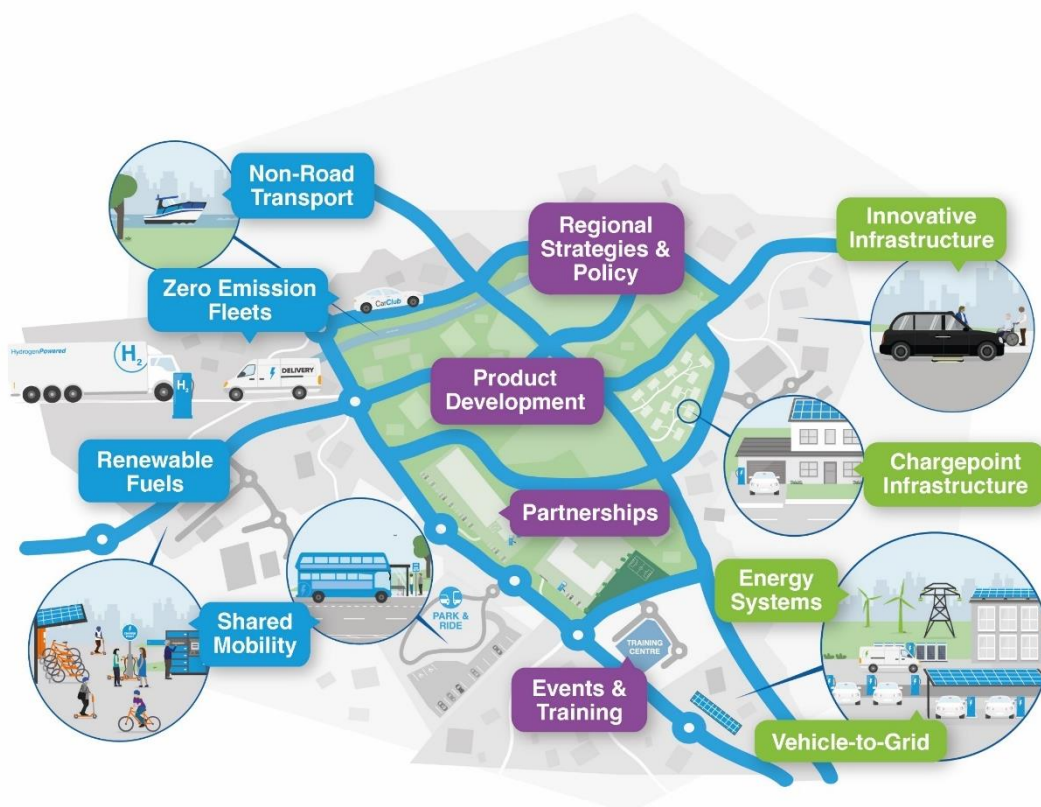 Non-Road
Transport
Regional
Strategies &
Policy
Innovative
Infrastructure
Zero Emission
Fleets
CarClub
HydrogenPowered
H2
H2
DELIVERY
Product
Development
Renewable
Fuels
Chargepoint
Infrastructure
Partnerships
Energy
Systems
Shared
Mobility
PARK &
RIDE
TRAINING
CENTRE
Events &
Training
Vehicle-to-Grid